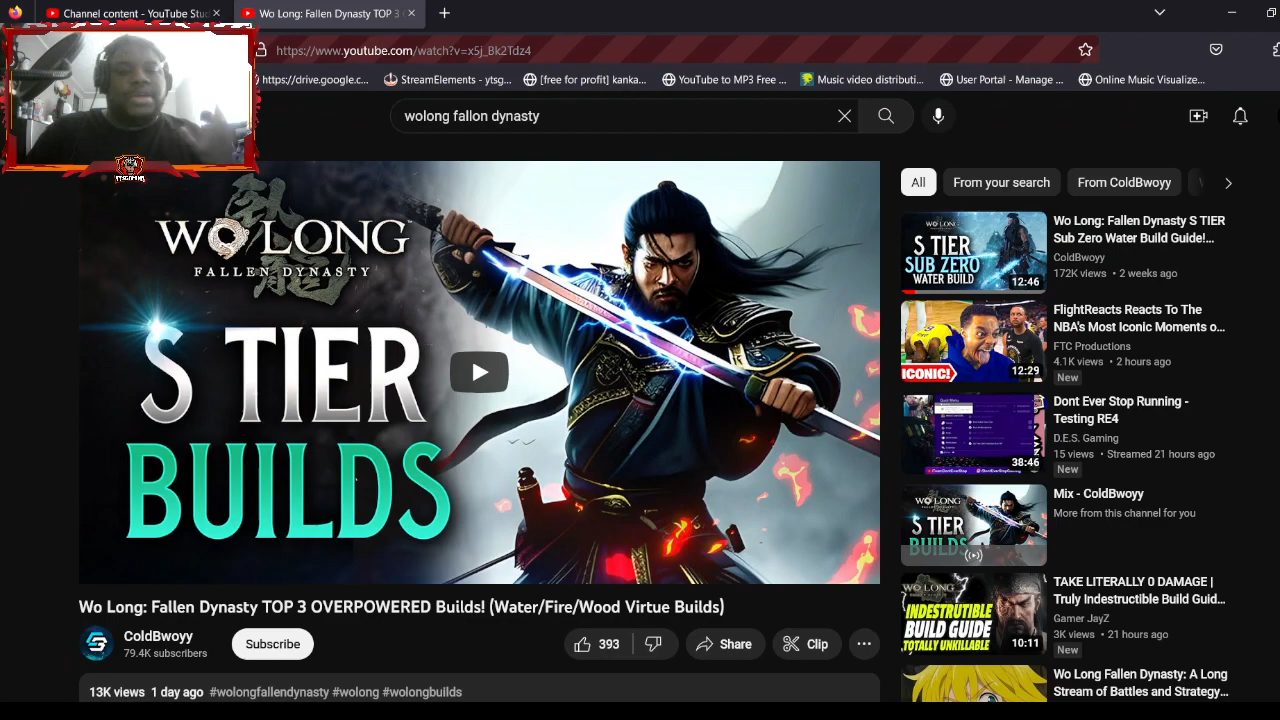 Channel content - YouTube Stu
Wo Long: Fallen Dynasty TOP 3
https://www.youtube.com/watch?v=x5j_Bk2Tdz4
https://drive.google.c...
StreamElements - ytsg...
[free for profit] kanka...
YouTube to MP3 Free ...
Music video distributi...
User Portal - Manage ...
Online Music Visualize...
wolong fallon dynasty
WO LONG
FALLEN DYNASTY
S TIER
BUILDS
Wo Long: Fallen Dynasty TOP 3 OVERPOWERED Builds! (Water/Fire/Wood Virtue Builds)
ColdBwoyy
79.4K subscribers
Subscribe
393
Share
Clip
13K views 1 day ago #wolongfallendynasty #wolong #wolongbuilds
All
From your search
From ColdBwoyy
WO LONG
S TIER
SUB ZERO
WATER BUILD
12:46
Wo Long: Fallen Dynasty S TIER
Sub Zero Water Build Guide!...
ColdBwoyy
172K views • 2 weeks ago
ICONIC!
12:29
FlightReacts Reacts To The
NBA's Most Iconic Moments o...
FTC Productions
4.1K views • 2 hours ago
New
38:46
Dont Ever Stop Running -
Testing RE4
D.E.S. Gaming
15 views • Streamed 21 hours ago
New
WO LONG
S TIER
BUILDS
Mix - ColdBwoyy
More from this channel for you
WO LONG
INDESTRUTIBLE
BUILD GUIDE
TOTALLY UNKILLABLE
10:11
TAKE LITERALLY 0 DAMAGE |
Truly Indestructible Build Guid...
Gamer JayZ
3K views • 21 hours ago
New
Wo Long Fallen Dynasty: A Long
Stream of Battles and Strategy...